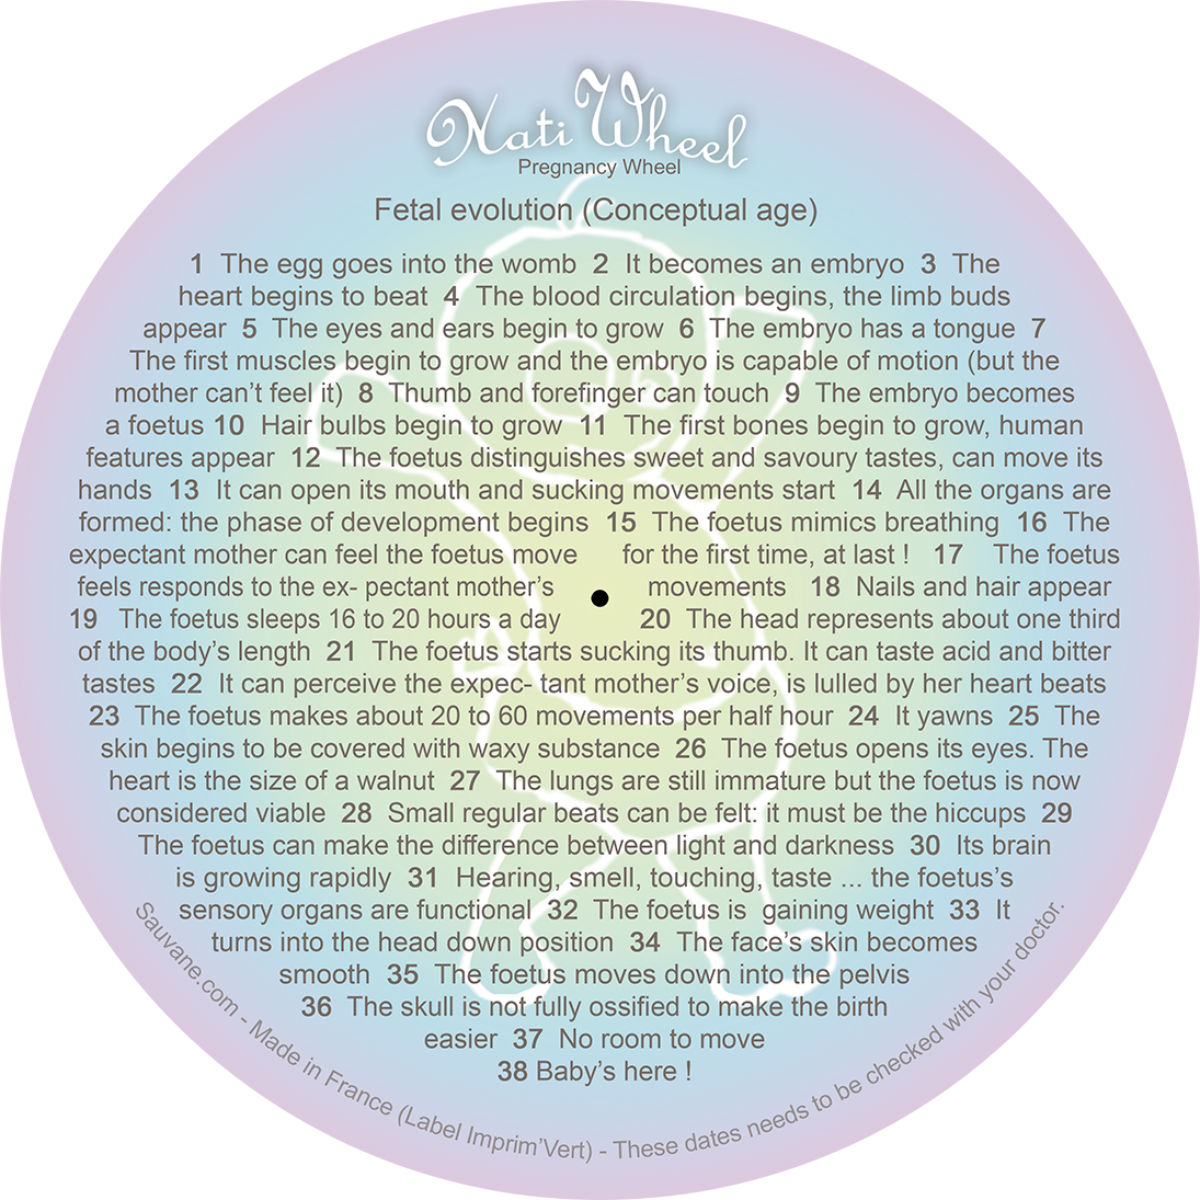 Nati Wheel
Pregnancy Wheel
Fetal evolution (Conceptual age)
1 The egg goes into the womb 2 It becomes an embryo 3 The
heart begins to beat 4 The blood circulation begins, the limb buds
appear 5 The eyes and ears begin to grow 6 The embryo has a tongue 7
The first muscles begin to grow and the embryo is capable of motion (but the
mother can't feel it) 8 Thumb and forefinger can touch 9 The embryo becomes
a foetus 10 Hair bulbs begin to grow 11 The first bones begin to grow, human
features appear 12 The foetus distinguishes sweet and savoury tastes, can move its
hands 13 It can open its mouth and sucking movements start 14 All the organs are
formed: the phase of development begins 15 The foetus mimics breathing 16 The
expectant mother can feel the foetus move for the first time, at last ! 17 The foetus
feels responds to the ex- pectant mother's movements 18 Nails and hair appear
19 The foetus sleeps 16 to 20 hours a day 20 The head represents about one third
of the body's length 21 The foetus starts sucking its thumb. It can taste acid and bitter
tastes 22 It can perceive the expec- tant mother's voice, is lulled by her heart beats
23 The foetus makes about 20 to 60 movements per half hour 24 It yawns 25 The
skin begins to be covered with waxy substance 26 The foetus opens its eyes. The
heart is the size of a walnut 27 The lungs are still immature but the foetus is now
considered viable 28 Small regular beats can be felt: it must be the hiccups 29
The foetus can make the difference between light and darkness 30 Its brain
is growing rapidly 31 Hearing, smell, touching, taste ... the foetus's
sensory organs are functional 32 The foetus is gaining weight 33 It
turns into the head down position 34 The face's skin becomes
smooth 35 The foetus moves down into the pelvis
36 The skull is not fully ossified to make the birth
easier 37 No room to move
38 Baby's here !
Sauvane.com - Made in France (Label Imprim'Vert) - These dates needs to be checked with your doctor.